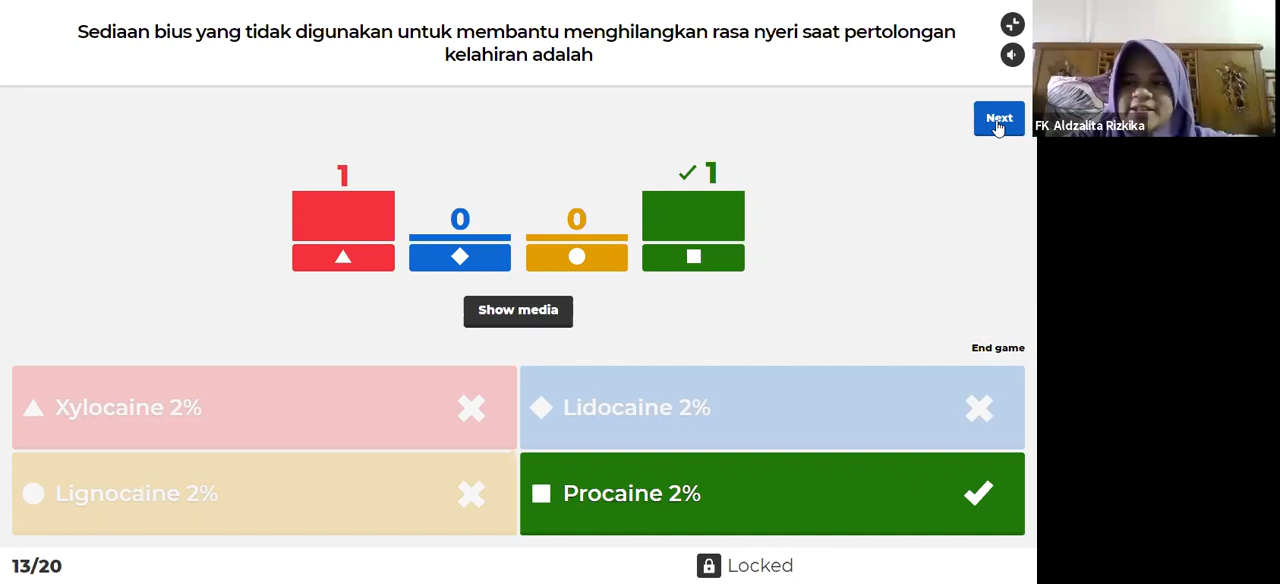 Sediaan bius yang tidak digunakan untuk membantu menghilangkan rasa nyeri saat pertolongan
kelahiran adalah
Next
FK Aldzalita Rizkika
1
0
0
1
Show media
End game
Xylocaine 2%
Lidocaine 2%
Lignocaine 2%
Procaine 2%
13/20
Locked